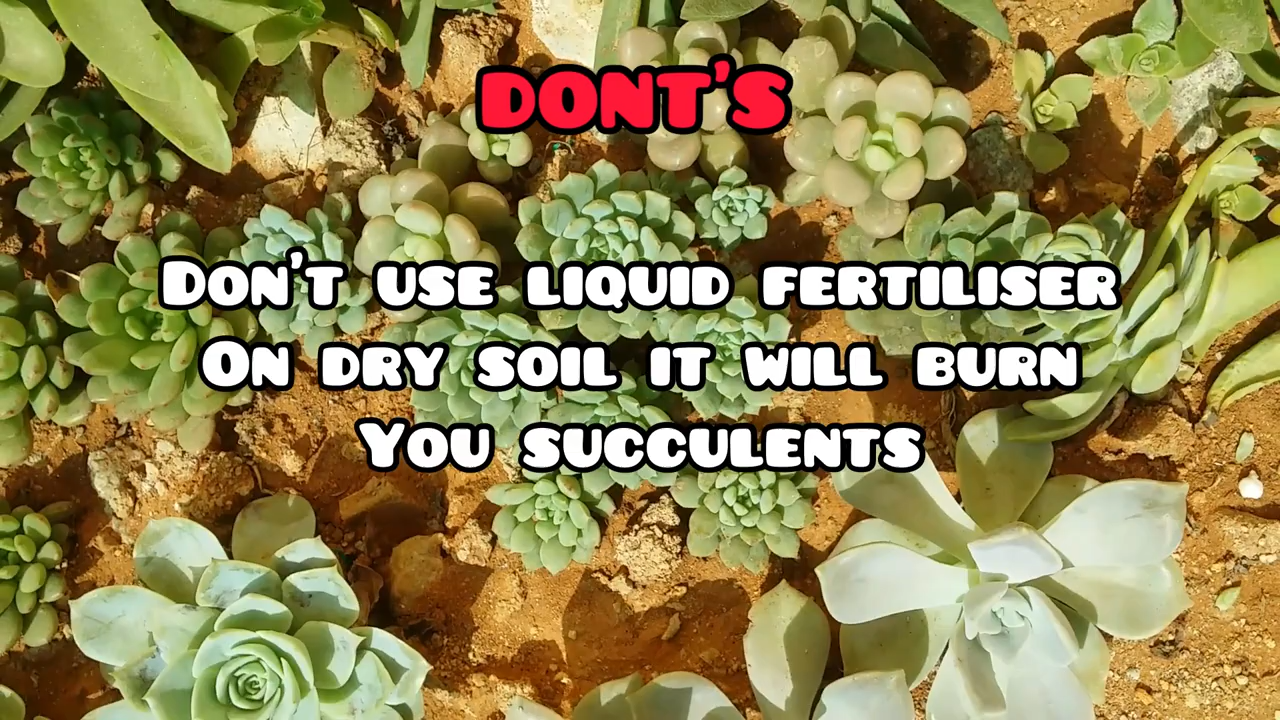 DONT'S
DON'T USE LIQUID FERTILISER
ON DRY SOIL IT WILL BURN
YOU SUCCULENTS